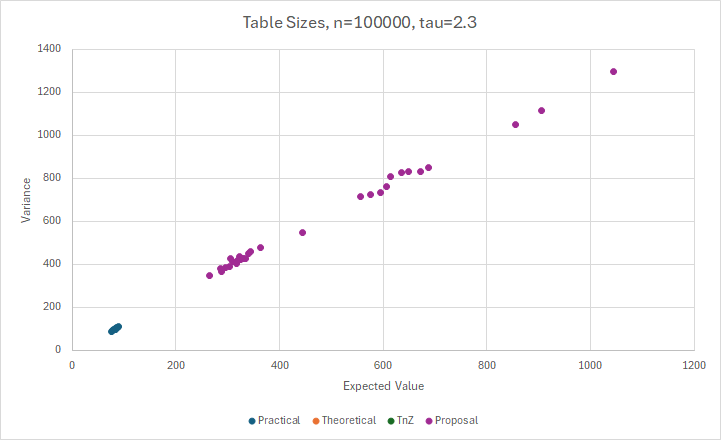 Table Sizes, n=100000, tau=2.3
1400
1200
1000
800
600
400
200
0
Variance
0 200 400 600 800 1000 1200
Expected Value
Practical Theoretical TnZ Proposal